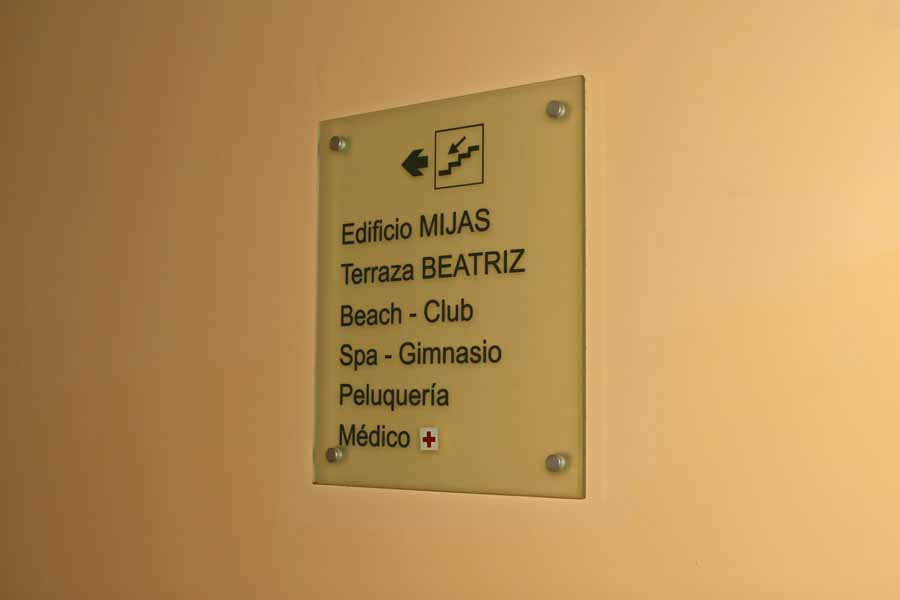 Edificio MIJAS
Terraza BEATRIZ
Beach - Club
Spa - Gimnasio
Peluquería
Médico